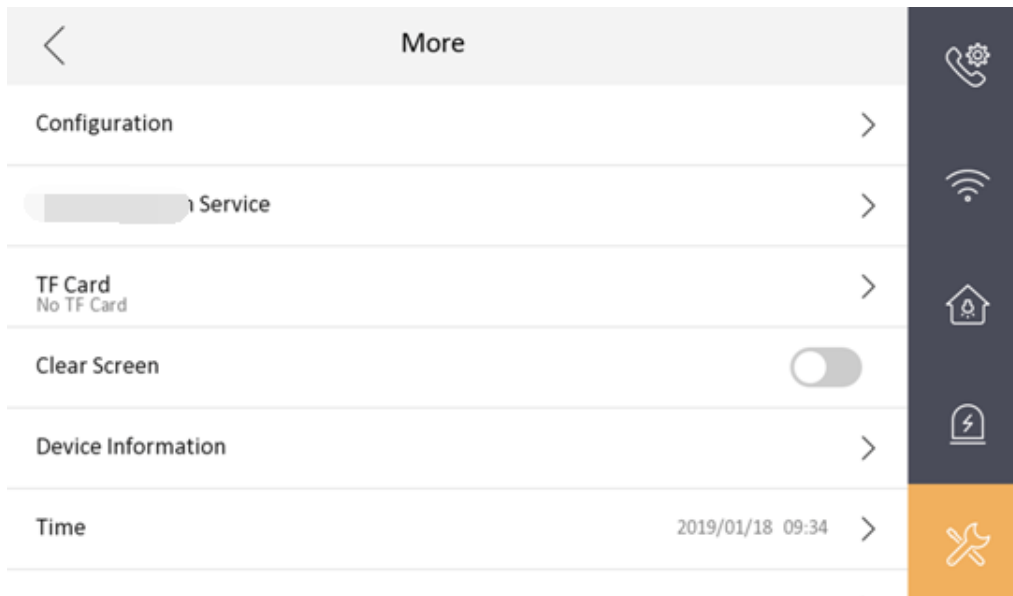 More
Configuration
Service
TF Card
No TF Card
Clear Screen
Device Information
Time 2019/01/18 09:34